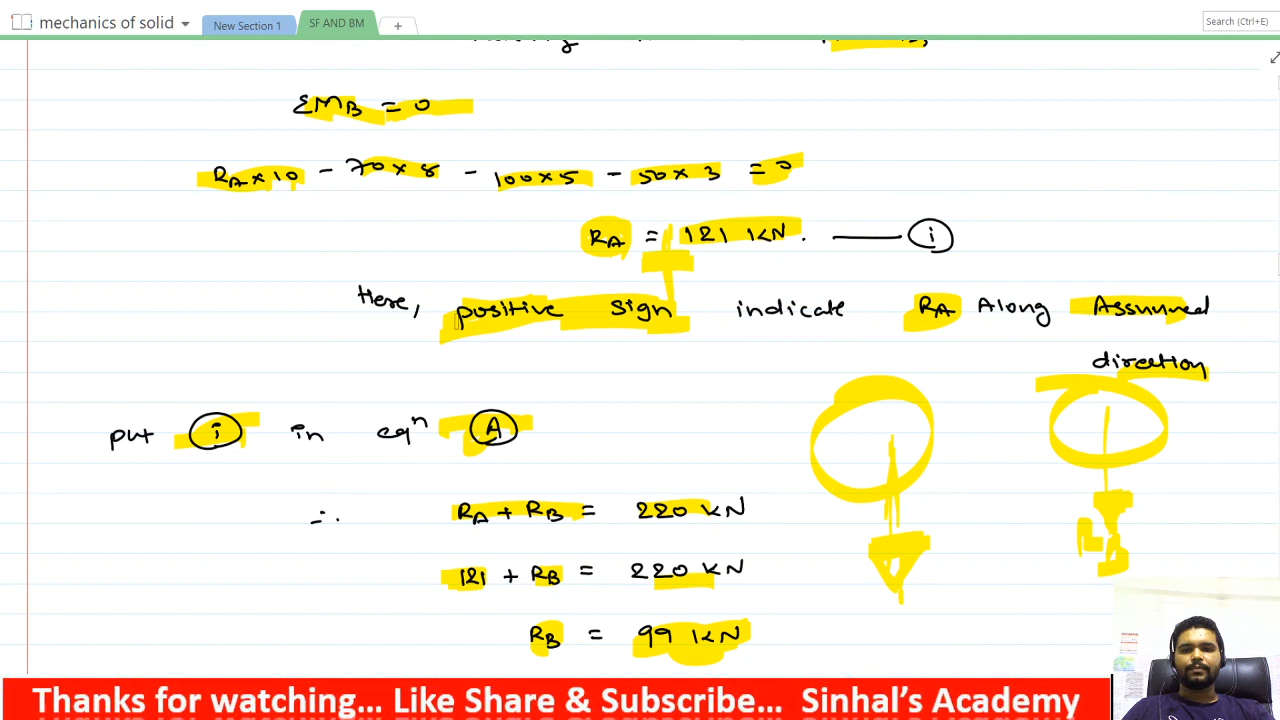 mechanics of solid
New Section 1
SF AND BM
+
Search (Ctrl+E)
ΣMB = 0
RA × 10 - 70 × 8 - 100 × 5 - 50 × 3 = 0
RA = 121 KN. —— i
Here, positive sign indicate RA Along Assumed
direction
put i in eqn A
∴ RA + RB = 220 KN
121 + RB = 220 KN
RB = 99 KN
Thanks for watching... Like Share & Subscribe... Sinhal's Academy